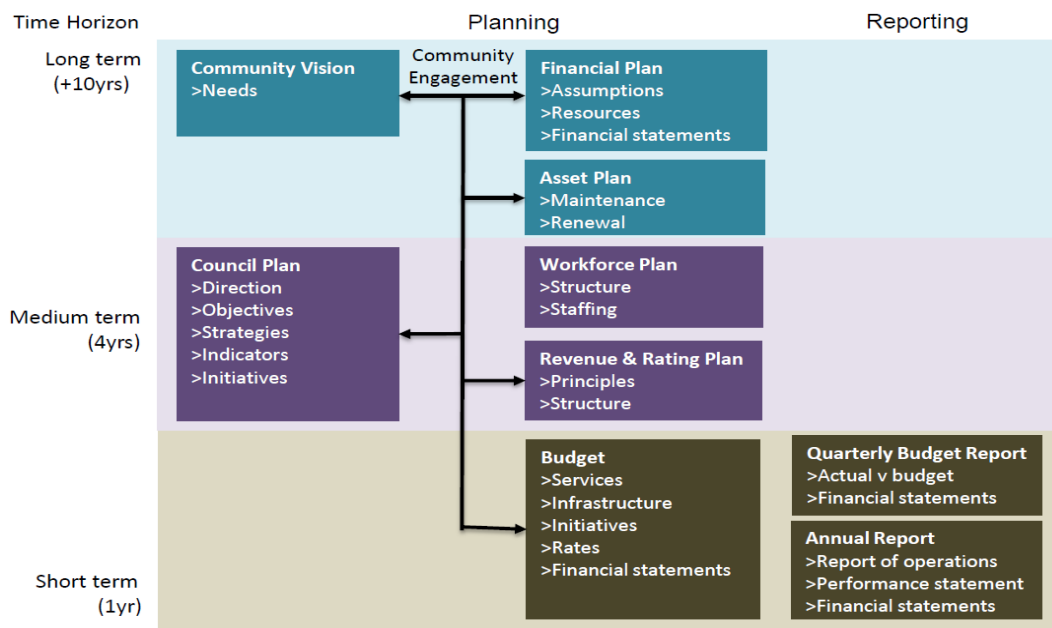 Time Horizon
Planning
Reporting
Long term
(+10yrs)
Community Vision
>Needs
Community
Engagement
Financial Plan
>Assumptions
>Resources
>Financial statements
Asset Plan
>Maintenance
>Renewal
Medium term
(4yrs)
Council Plan
>Direction
>Objectives
>Strategies
>Indicators
>Initiatives
Workforce Plan
>Structure
>Staffing
Revenue & Rating Plan
>Principles
>Structure
Short term
(1yr)
Budget
>Services
>Infrastructure
>Initiatives
>Rates
>Financial statements
Quarterly Budget Report
>Actual v budget
>Financial statements
Annual Report
>Report of operations
>Performance statement
>Financial statements